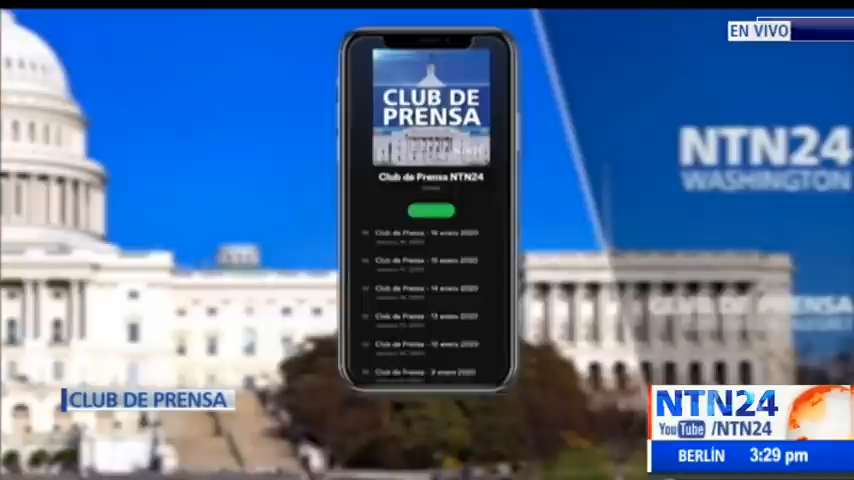 EN VIVO
CLUB DE
PRENSA
Club de Prensa NTN24
Club de Prensa - 16 enero 2020
Club de Prensa - 15 enero 2020
Club de Prensa - 14 enero 2020
Club de Prensa - 13 enero 2020
Club de Prensa - 10 enero 2020
Club de Prensa - 9 enero 2020
NTN24
WASHINGTON
CLUB DE PRENSA
CLUB DE PRENSA
NTN24
YouTube /NTN24
BERLÍN 3:29 pm